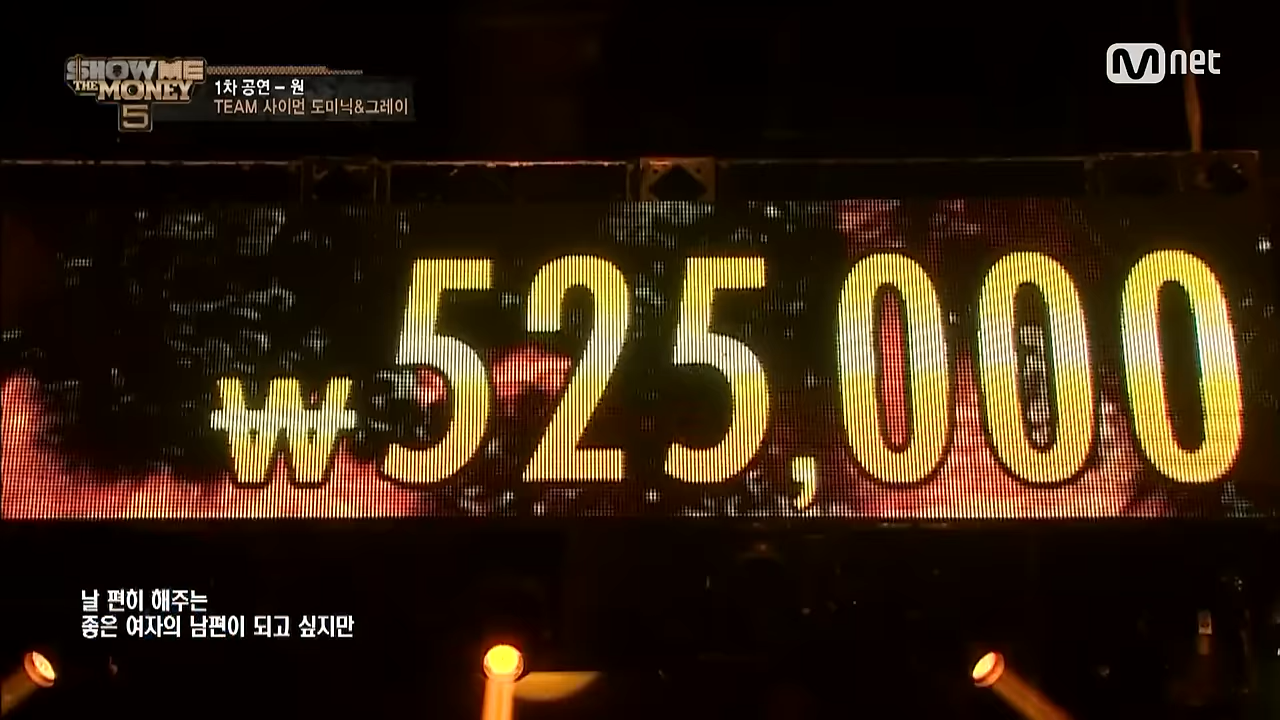 SHOW ME
THE MONEY
5
1차 공연 – 원
TEAM 사이먼 도미닉&그레이
Mnet
₩525,000
날 편히 해주는
좋은 여자의 남편이 되고 싶지만